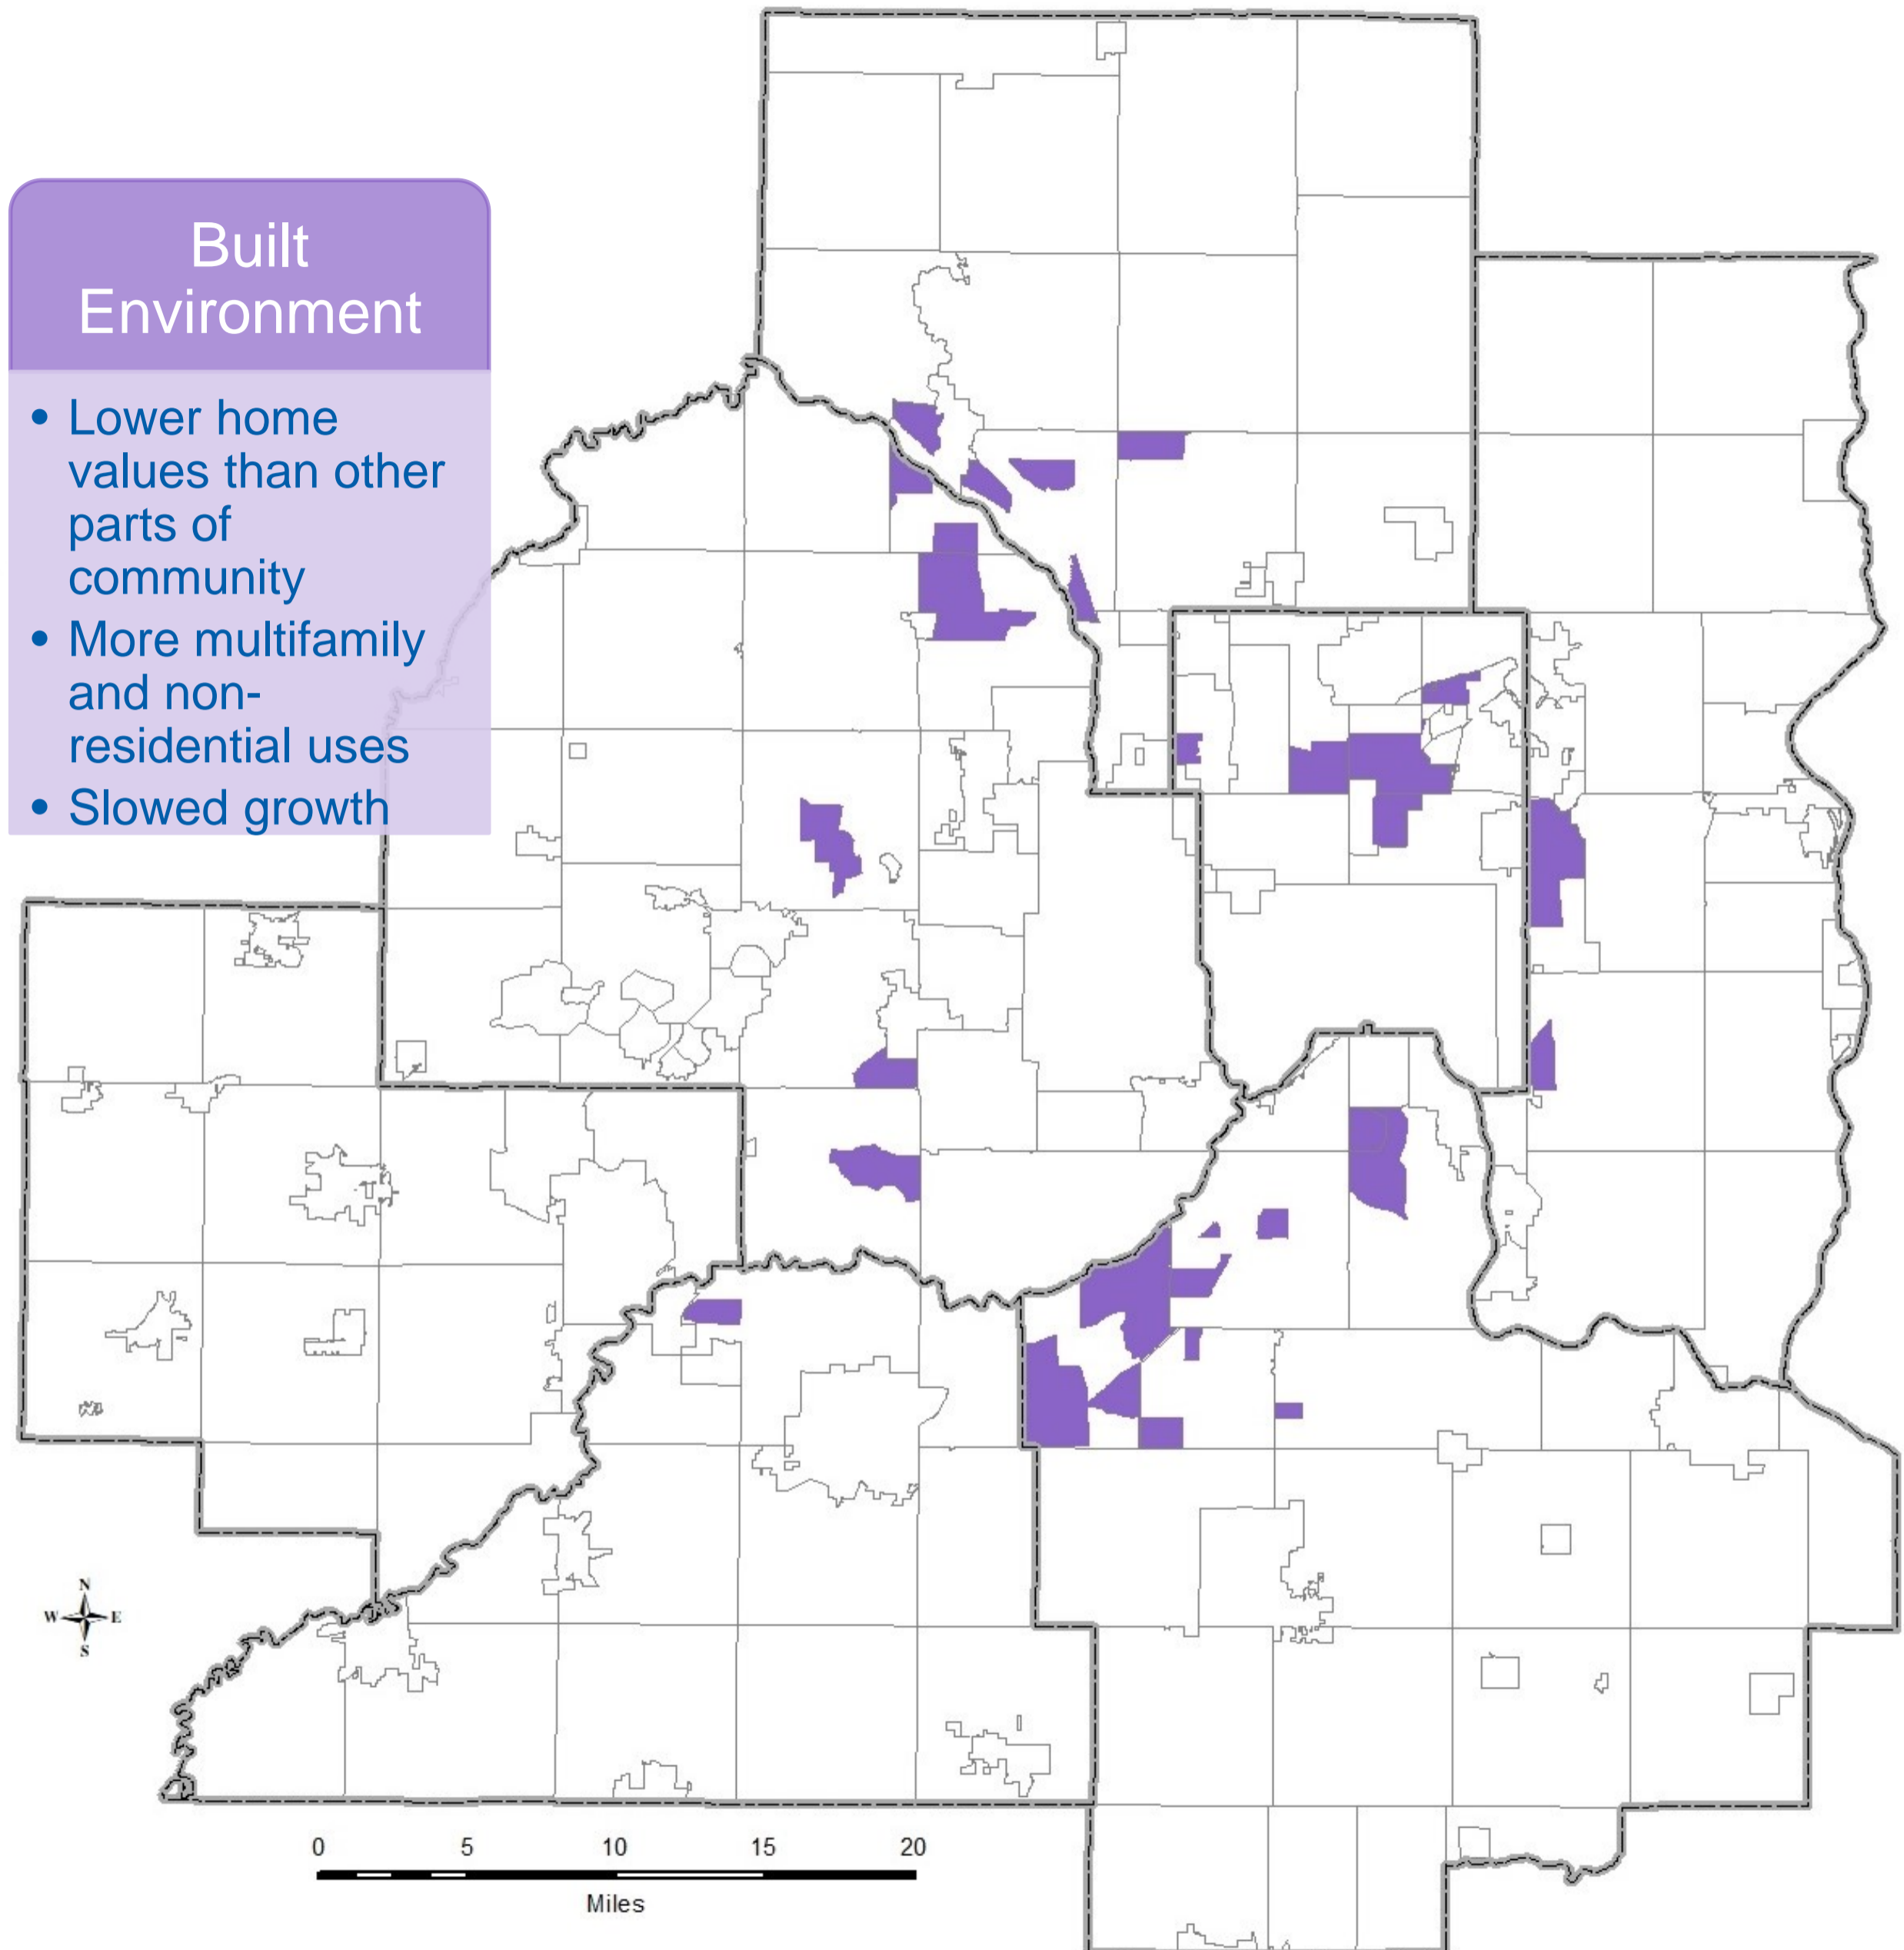 Built
Environment
• Lower home
values than other
parts of
community
• More multifamily
and non-
residential uses
• Slowed growth
N
W E
S
0 5 10 15 20
Miles